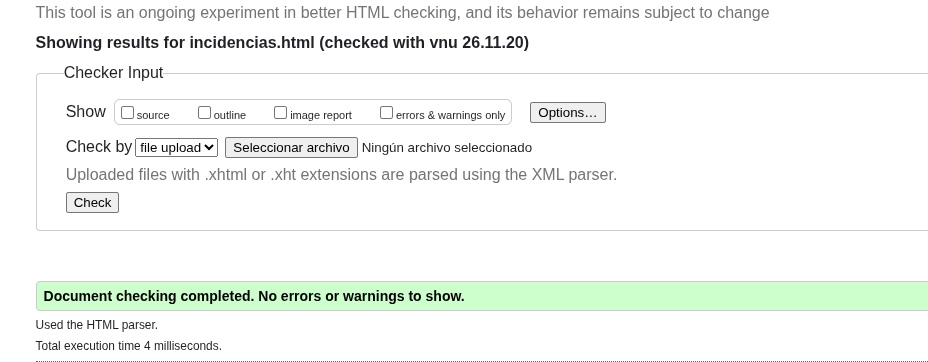 This tool is an ongoing experiment in better HTML checking, and its behavior remains subject to change
Showing results for incidencias.html (checked with vnu 26.11.20)
Checker Input
Show source outline image report errors & warnings only Options...
Check by file upload Seleccionar archivo Ningún archivo seleccionado
Uploaded files with .xhtml or .xht extensions are parsed using the XML parser.
Check
Document checking completed. No errors or warnings to show.
Used the HTML parser.
Total execution time 4 milliseconds.